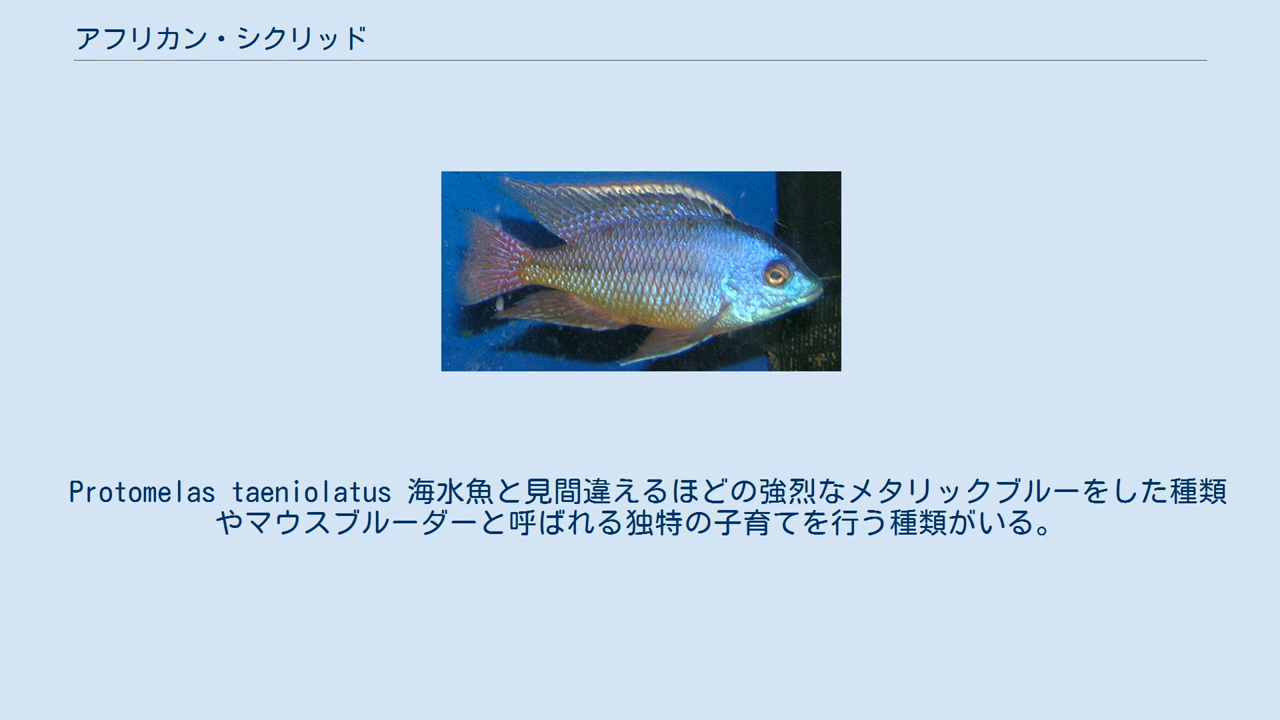 アフリカン・シクリッド
Protomelas taeniolatus 海水魚と見間違えるほどの強烈なメタリックブルーをした種類
やマウスブルーダーと呼ばれる独特の子育てを行う種類がいる。